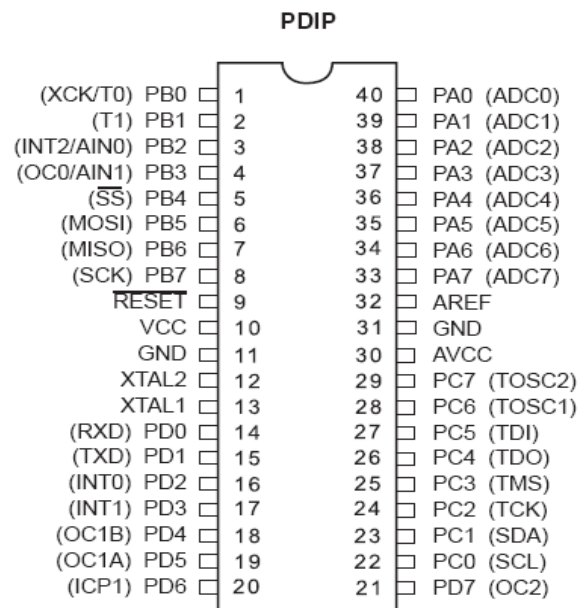 PDIP
(XCK/T0) PB0 1 40 PA0 (ADC0)
(T1) PB1 2 39 PA1 (ADC1)
(INT2/AIN0) PB2 3 38 PA2 (ADC2)
(OC0/AIN1) PB3 4 37 PA3 (ADC3)
(SS) PB4 5 36 PA4 (ADC4)
(MOSI) PB5 6 35 PA5 (ADC5)
(MISO) PB6 7 34 PA6 (ADC6)
(SCK) PB7 8 33 PA7 (ADC7)
RESET 9 32 AREF
VCC 10 31 GND
GND 11 30 AVCC
XTAL2 12 29 PC7 (TOSC2)
XTAL1 13 28 PC6 (TOSC1)
(RXD) PD0 14 27 PC5 (TDI)
(TXD) PD1 15 26 PC4 (TDO)
(INT0) PD2 16 25 PC3 (TMS)
(INT1) PD3 17 24 PC2 (TCK)
(OC1B) PD4 18 23 PC1 (SDA)
(OC1A) PD5 19 22 PC0 (SCL)
(ICP1) PD6 20 21 PD7 (OC2)